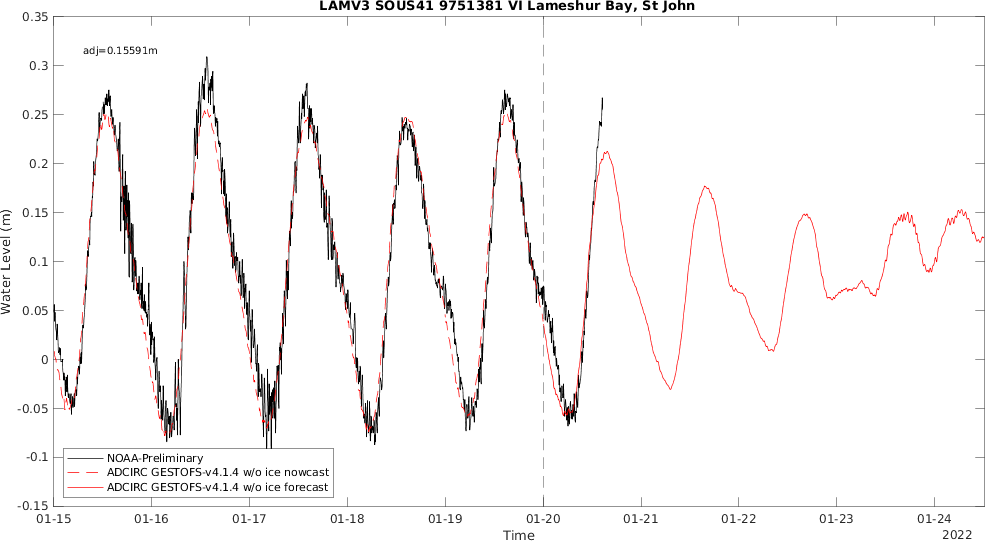 LAMV3 SOUS41 9751381 VI Lameshur Bay, St John
0.35
0.3
0.25
0.2
0.15
0.1
0.05
0
-0.05
-0.1
-0.15
Water Level (m)
adj=0.15591m
NOAA-Preliminary
ADCIRC GESTOFS-v4.1.4 w/o ice nowcast
ADCIRC GESTOFS-v4.1.4 w/o ice forecast
01-15 01-16 01-17 01-18 01-19 01-20 01-21 01-22 01-23 01-24
Time
2022